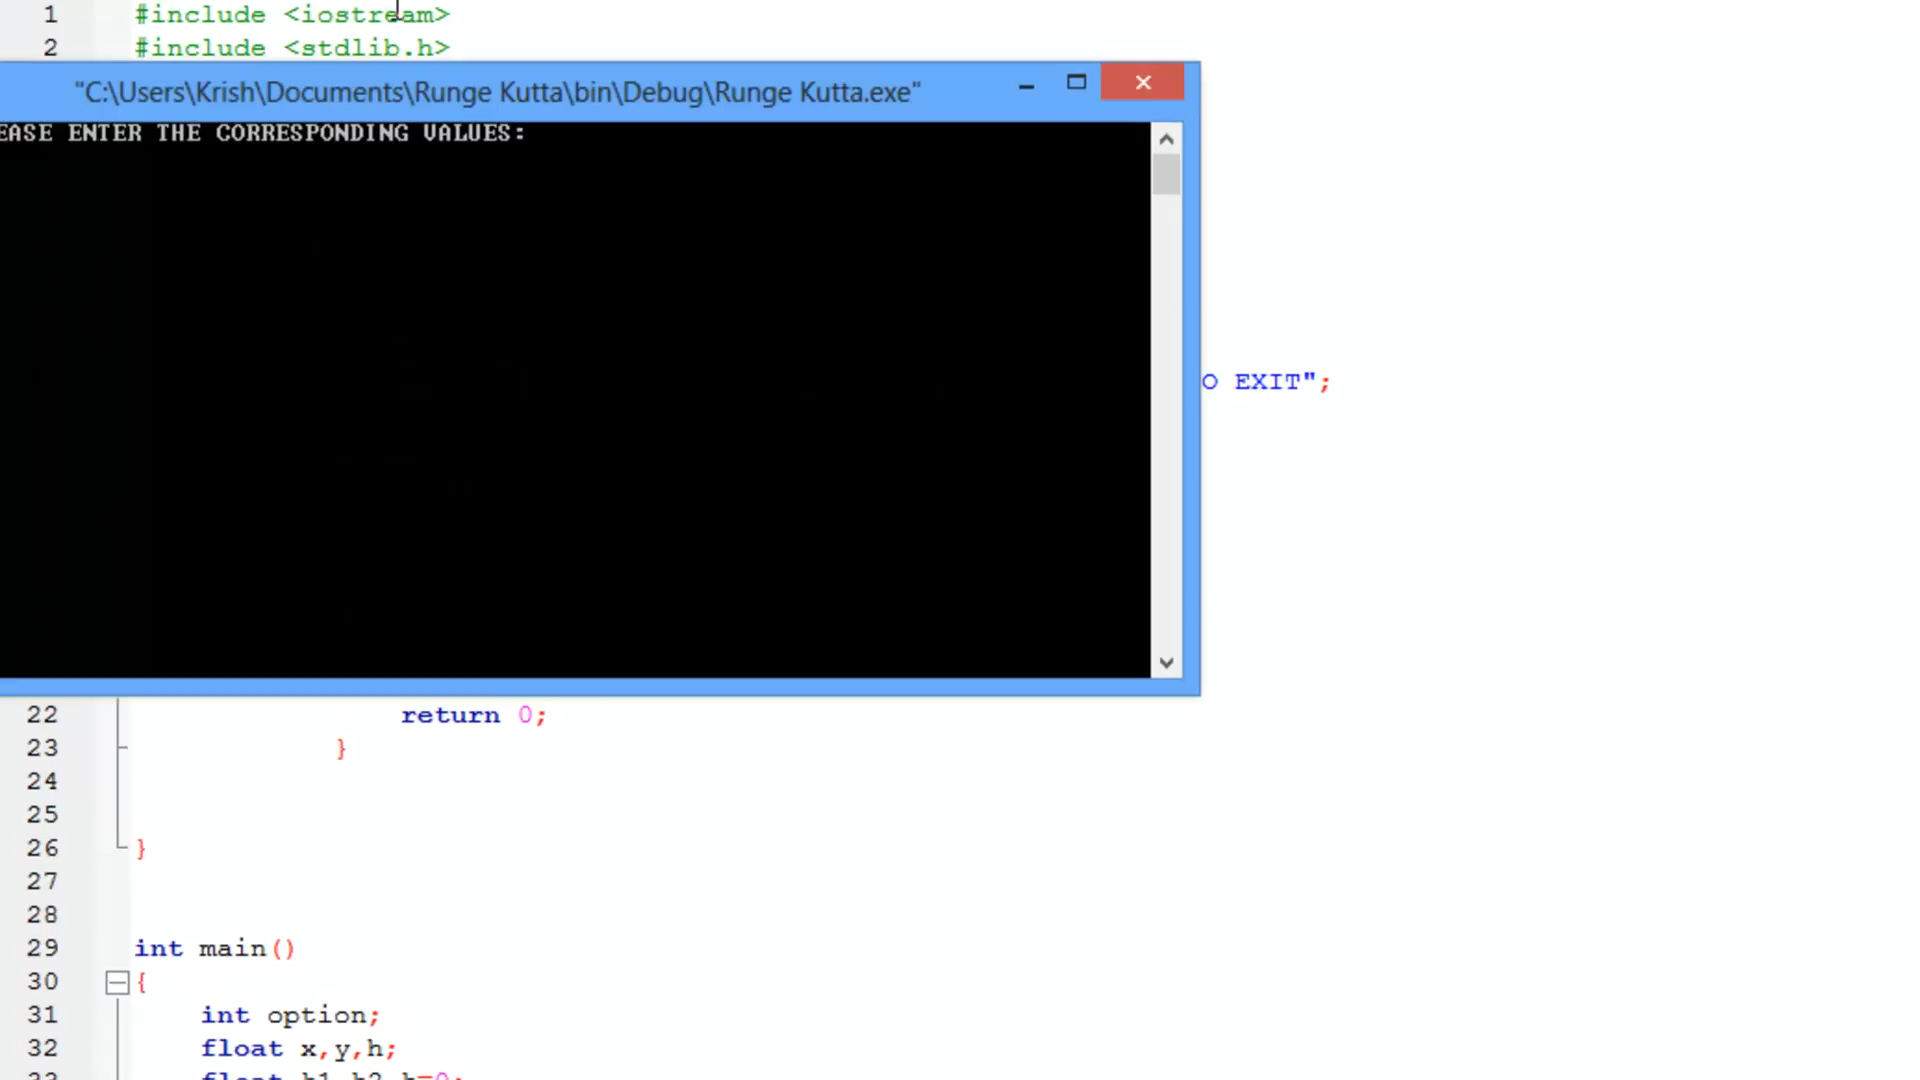 1 #include <iostream>
2 #include <stdlib.h>
"C:\Users\Krish\Documents\Runge Kutta\bin\Debug\Runge Kutta.exe"
EASE ENTER THE CORRESPONDING VALUES:
O EXIT";
22 return 0;
23 }
24
25
26 }
27
28
29 int main()
30 {
31 int option;
32 float x,y,h;